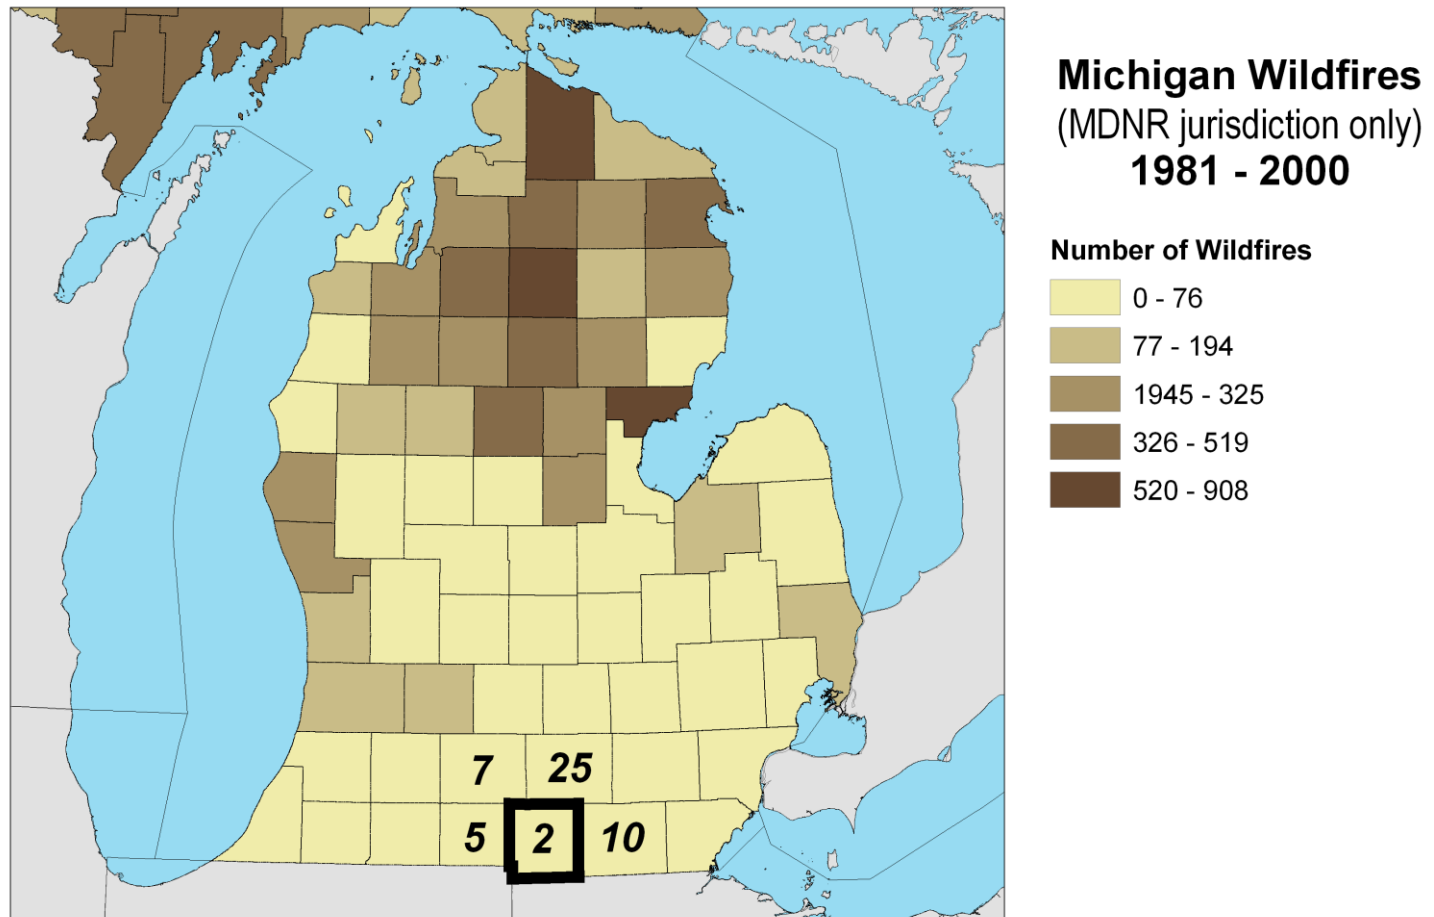 Michigan Wildfires
(MDNR jurisdiction only)
1981 - 2000
Number of Wildfires
0 - 76
77 - 194
1945 - 325
326 - 519
520 - 908
7 25
5 2 10